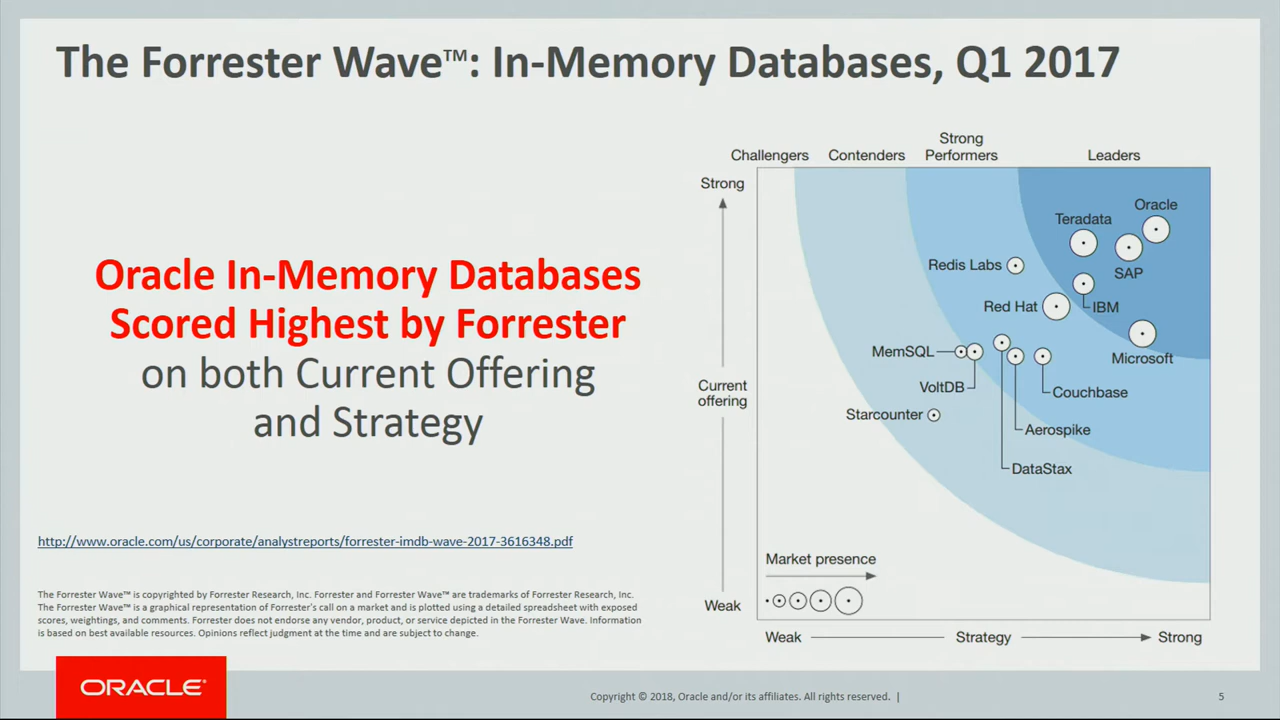 The Forrester Wave™: In-Memory Databases, Q1 2017
Oracle In-Memory Databases
Scored Highest by Forrester
on both Current Offering
and Strategy
http://www.oracle.com/us/corporate/analystreports/forrester-imdb-wave-2017-3616348.pdf
The Forrester Wave™ is copyrighted by Forrester Research, Inc. Forrester and Forrester Wave™ are trademarks of Forrester Research, Inc.
The Forrester Wave™ is a graphical representation of Forrester's call on a market and is plotted using a detailed spreadsheet with exposed
scores, weightings, and comments. Forrester does not endorse any vendor, product, or service depicted in the Forrester Wave. Information
is based on best available resources. Opinions reflect judgment at the time and are subject to change.
Challengers
Contenders
Strong
Performers
Leaders
Strong
Current
offering
Weak
Oracle
Teradata
SAP
Redis Labs
IBM
Red Hat
Microsoft
MemSQL
VoltDB
Couchbase
Starcounter
Aerospike
DataStax
Market presence
Weak
Strategy
Strong
ORACLE®
Copyright © 2018, Oracle and/or its affiliates. All rights reserved. |
5